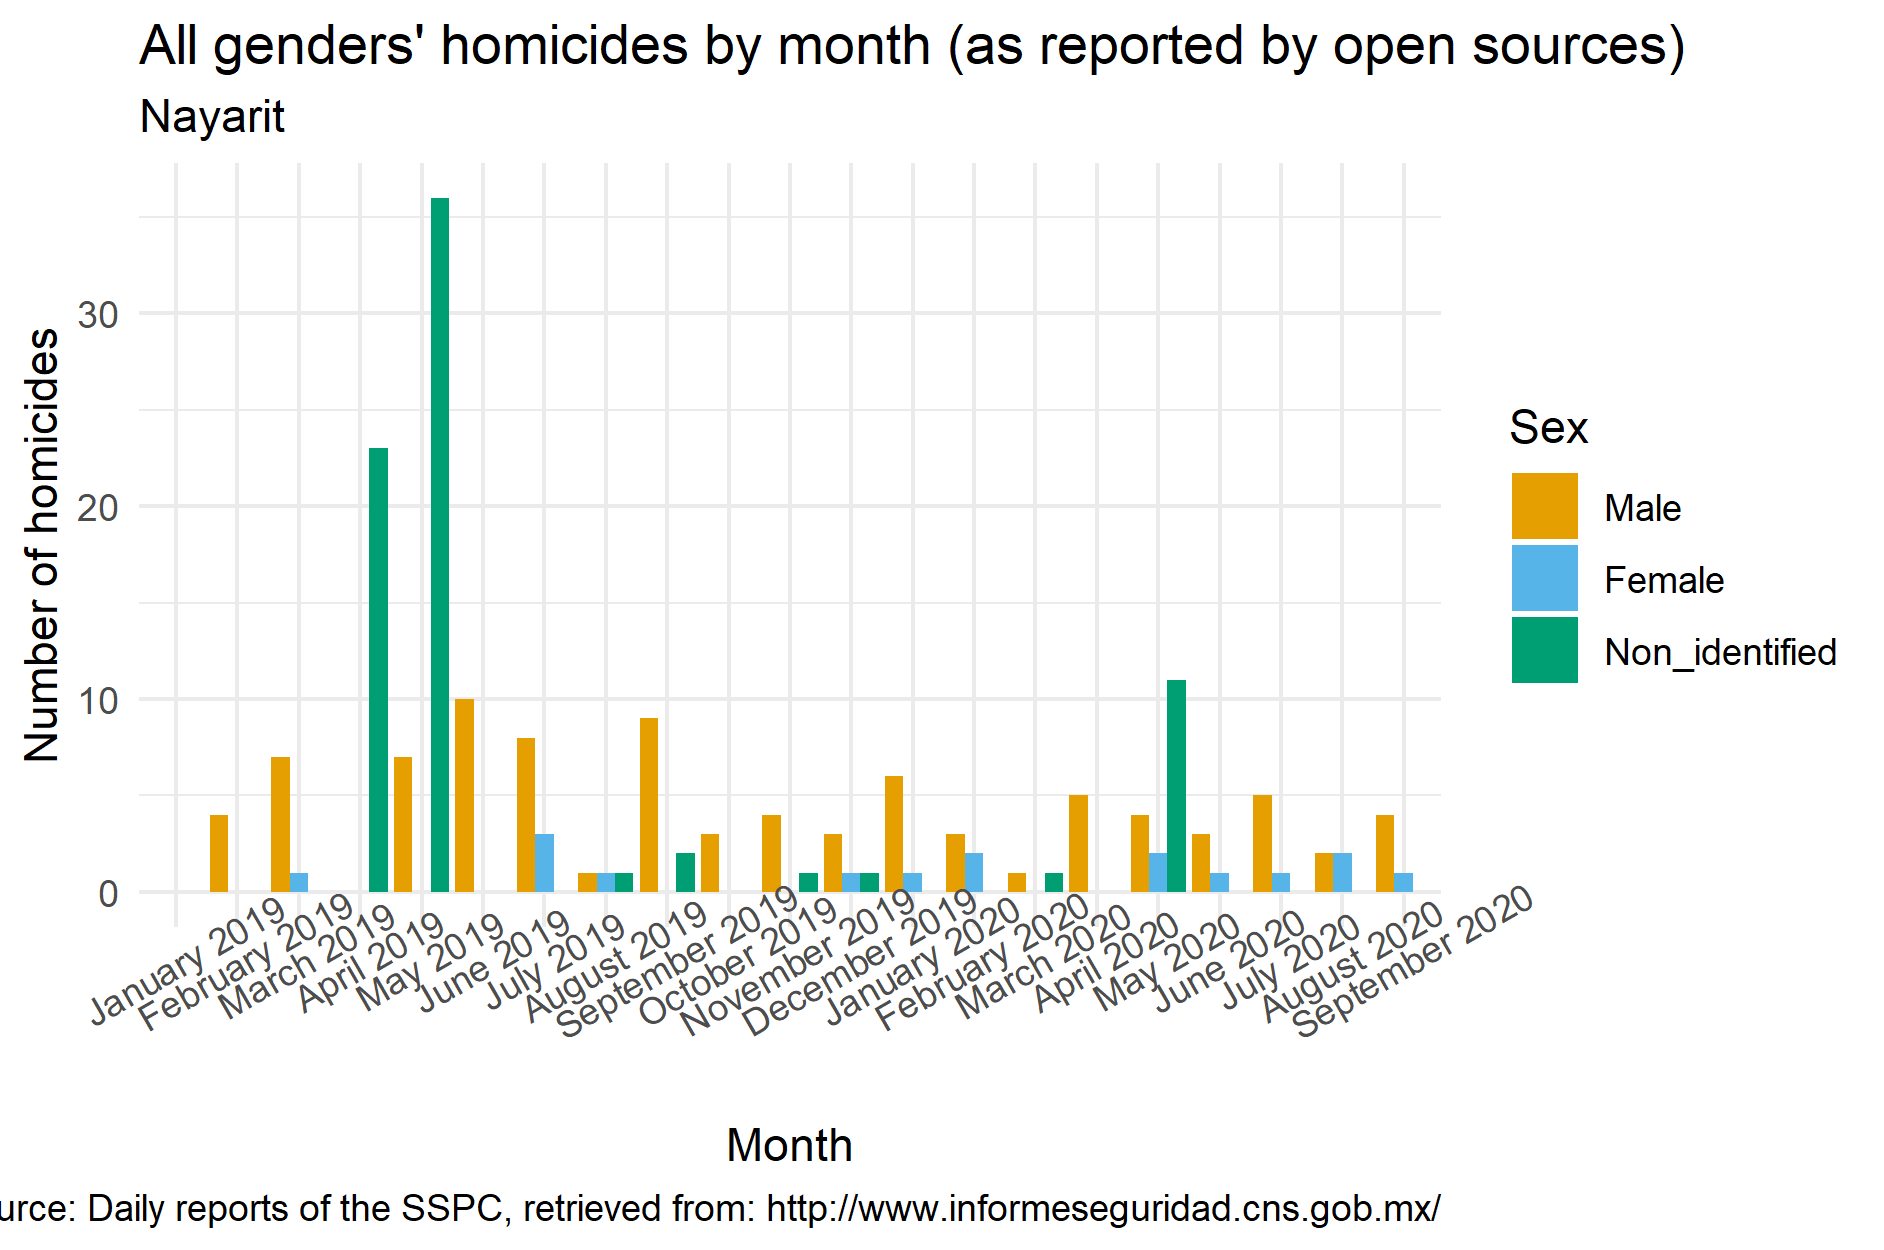 All genders' homicides by month (as reported by open sources)
Nayarit
Number of homicides
30
20
10
0
January 2019
February 2019
March 2019
April 2019
May 2019
June 2019
July 2019
August 2019
September 2019
October 2019
November 2019
December 2019
January 2020
February 2020
March 2020
April 2020
May 2020
June 2020
July 2020
August 2020
September 2020
Month
Sex
Male
Female
Non_identified
urce: Daily reports of the SSPC, retrieved from: http://www.informeseguridad.cns.gob.mx/